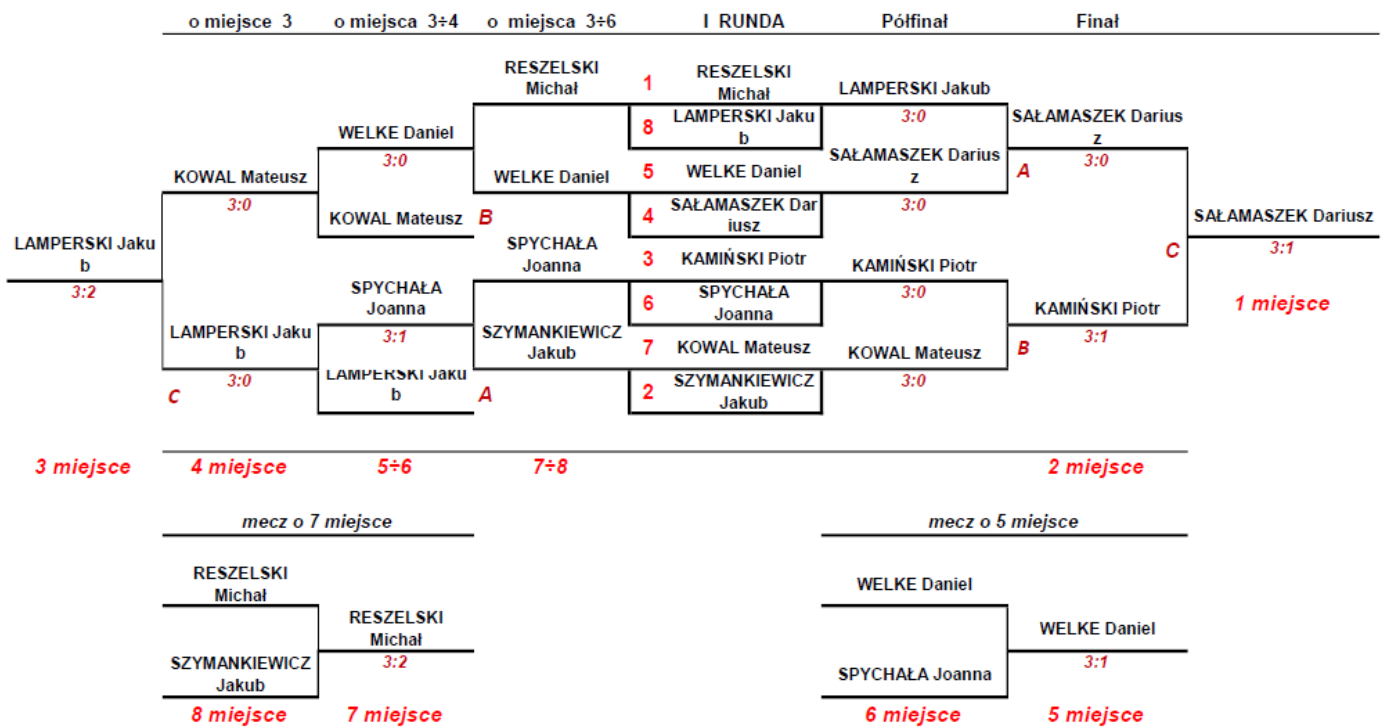 o miejsce 3 o miejsca 3÷4 o miejsca 3÷6 I RUNDA Półfinał Finał
RESZELSKI
Michał
1
RESZELSKI
Michał
LAMPERSKI Jakub
3:0
8
LAMPERSKI Jaku
b
SAŁAMASZEK Darius
z
3:0
WELKE Daniel
3:0
SAŁAMASZEK Darius
z
3:0
KOWAL Mateusz
3:0
WELKE Daniel
5
WELKE Daniel
A
KOWAL Mateusz
B
4
SAŁAMASZEK Dar
iusz
SAŁAMASZEK Dariusz
3:1
LAMPERSKI Jaku
b
3:2
SPYCHAŁA
Joanna
3
KAMIŃSKI Piotr
KAMIŃSKI Piotr
3:0
C
SPYCHAŁA
Joanna
3:1
6
SPYCHAŁA
Joanna
KAMIŃSKI Piotr
3:1
1 miejsce
LAMPERSKI Jaku
b
3:0
SZYMANKIEWICZ
Jakub
7
KOWAL Mateusz
KOWAL Mateusz
3:0
B
C
LAMPERSKI Jaku
b
A
2
SZYMANKIEWICZ
Jakub
3 miejsce 4 miejsce 5÷6 7÷8 2 miejsce
mecz o 7 miejsce
RESZELSKI
Michał
RESZELSKI
Michał
3:2
SZYMANKIEWICZ
Jakub
8 miejsce 7 miejsce
mecz o 5 miejsce
WELKE Daniel
WELKE Daniel
3:1
SPYCHAŁA Joanna
6 miejsce 5 miejsce